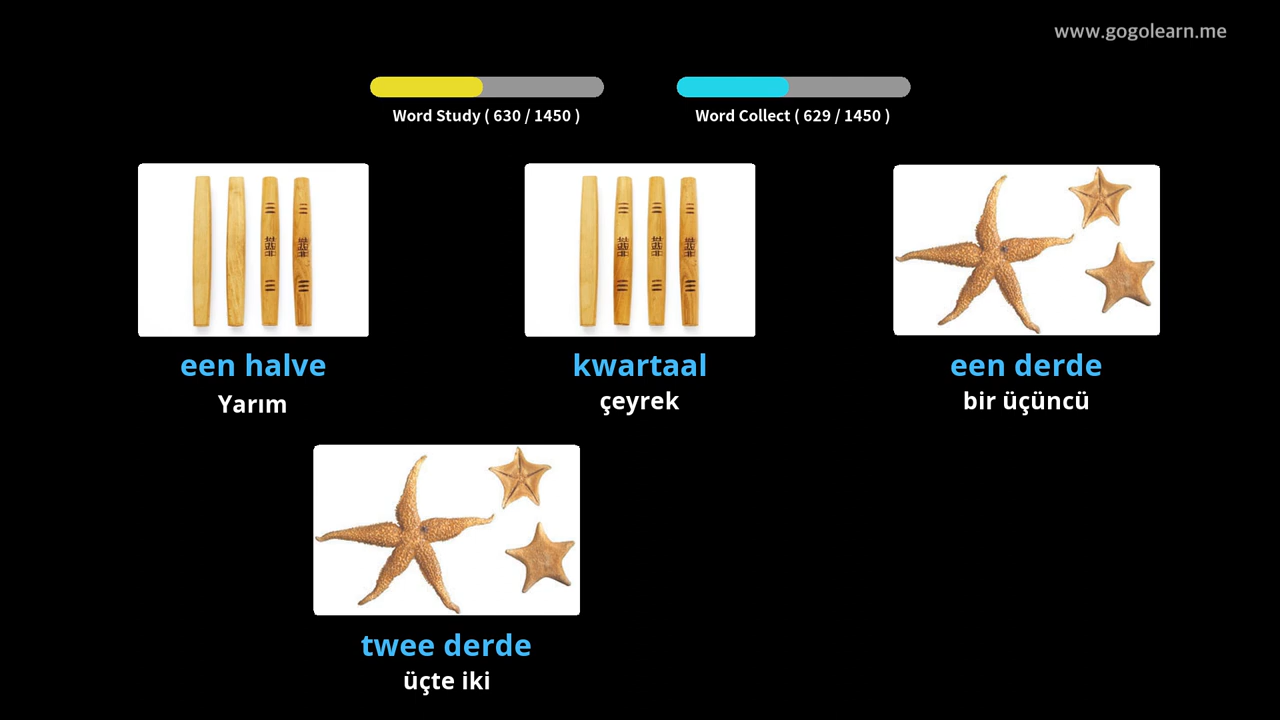 www.gogolearn.me
Word Study ( 630 / 1450 )
Word Collect ( 629 / 1450 )
een halve
Yarım
kwartaal
çeyrek
een derde
bir üçüncü
twee derde
üçte iki